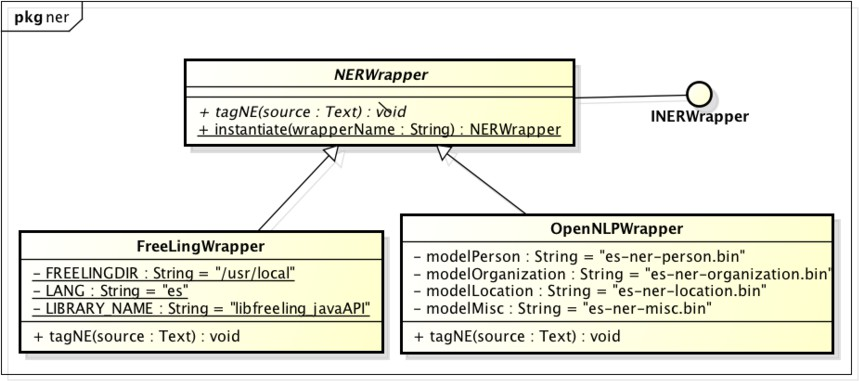 pkg ner
NERWrapper
+ tagNE(source : Text) : void
+ instantiate(wrapperName : String) : NERWrapper
INERWrapper
FreeLingWrapper
- FREELINGDIR : String = "/usr/local"
- LANG : String = "es"
- LIBRARY_NAME : String = "libfreeling_javaAPI"
+ tagNE(source : Text) : void
OpenNLPWrapper
- modelPerson : String = "es-ner-person.bin"
- modelOrganization : String = "es-ner-organization.bin"
- modelLocation : String = "es-ner-location.bin"
- modelMisc : String = "es-ner-misc.bin"
+ tagNE(source : Text) : void